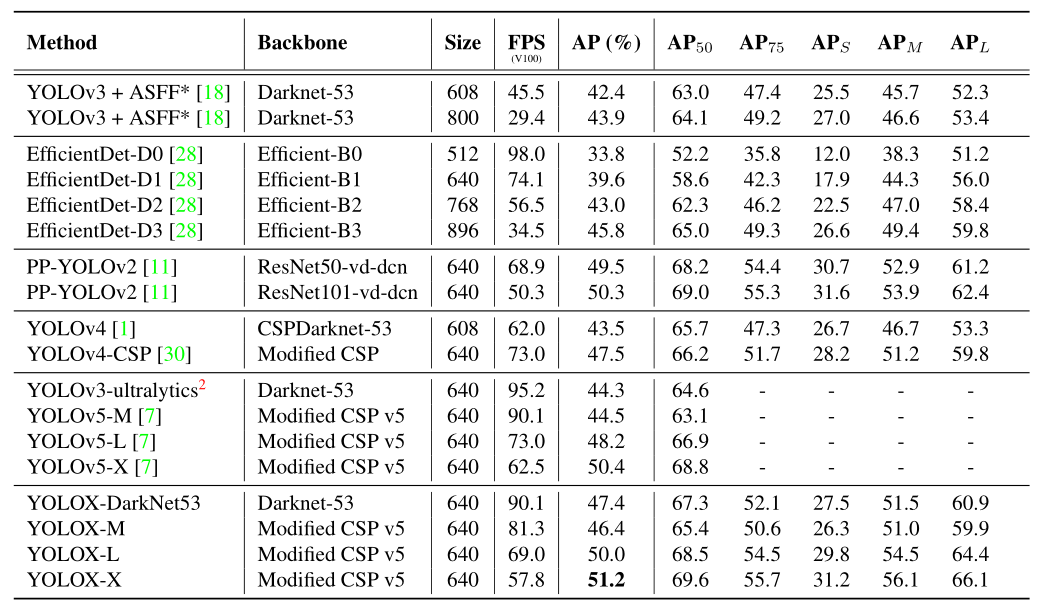 Method Backbone Size FPS (V100) AP (%) AP50 AP75 APS APM APL
YOLOv3 + ASFF* [18] Darknet-53 608 45.5 42.4 63.0 47.4 25.5 45.7 52.3
YOLOv3 + ASFF* [18] Darknet-53 800 29.4 43.9 64.1 49.2 27.0 46.6 53.4
EfficientDet-D0 [28] Efficient-B0 512 98.0 33.8 52.2 35.8 12.0 38.3 51.2
EfficientDet-D1 [28] Efficient-B1 640 74.1 39.6 58.6 42.3 17.9 44.3 56.0
EfficientDet-D2 [28] Efficient-B2 768 56.5 43.0 62.3 46.2 22.5 47.0 58.4
EfficientDet-D3 [28] Efficient-B3 896 34.5 45.8 65.0 49.3 26.6 49.4 59.8
PP-YOLOv2 [11] ResNet50-vd-dcn 640 68.9 49.5 68.2 54.4 30.7 52.9 61.2
PP-YOLOv2 [11] ResNet101-vd-dcn 640 50.3 50.3 69.0 55.3 31.6 53.9 62.4
YOLOv4 [1] CSPDarknet-53 608 62.0 43.5 65.7 47.3 26.7 46.7 53.3
YOLOv4-CSP [30] Modified CSP 640 73.0 47.5 66.2 51.7 28.2 51.2 59.8
YOLOv3-ultralytics2 Darknet-53 640 95.2 44.3 64.6 - - - -
YOLOv5-M [7] Modified CSP v5 640 90.1 44.5 63.1 - - - -
YOLOv5-L [7] Modified CSP v5 640 73.0 48.2 66.9 - - - -
YOLOv5-X [7] Modified CSP v5 640 62.5 50.4 68.8 - - - -
YOLOX-DarkNet53 Darknet-53 640 90.1 47.4 67.3 52.1 27.5 51.5 60.9
YOLOX-M Modified CSP v5 640 81.3 46.4 65.4 50.6 26.3 51.0 59.9
YOLOX-L Modified CSP v5 640 69.0 50.0 68.5 54.5 29.8 54.5 64.4
YOLOX-X Modified CSP v5 640 57.8 51.2 69.6 55.7 31.2 56.1 66.1